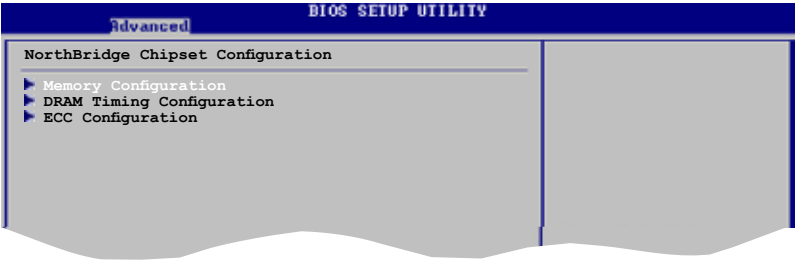 BIOS SETUP UTILITY
Advanced
NorthBridge Chipset Configuration
Memory Configuration
DRAM Timing Configuration
ECC Configuration